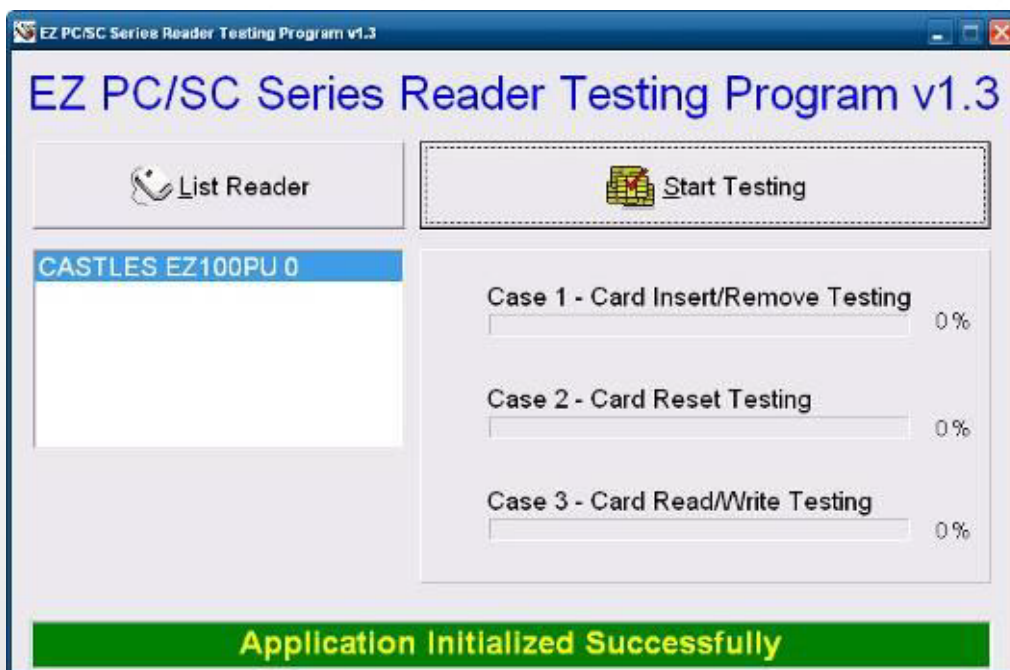 EZ PC/SC Series Reader Testing Program v1.3
EZ PC/SC Series Reader Testing Program v1.3
List Reader
Start Testing
CASTLES EZ100PU 0
Case 1 - Card Insert/Remove Testing
0%
Case 2 - Card Reset Testing
0%
Case 3 - Card Read/Write Testing
0%
Application Initialized Successfully